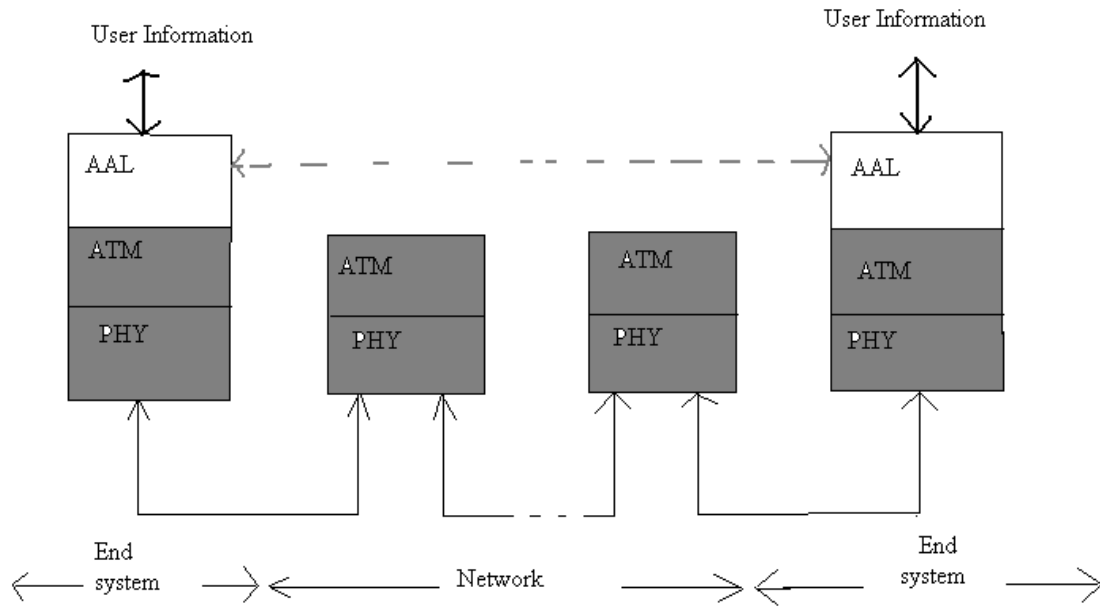 User Information
User Information
AAL
AAL
ATM
ATM
ATM
ATM
PHY
PHY
PHY
PHY
End
system
Network
End
system